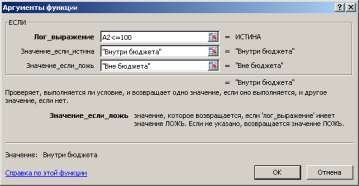 Аргументы функции
ЕСЛИ
Лог_выражение A2<=100 = ИСТИНА
Значение_если_истина "Внутри бюджета" = "Внутри бюджета"
Значение_если_ложь "Вне бюджета" = "Вне бюджета"
= "Внутри бюджета"
Проверяет, выполняется ли условие, и возвращает одно значение, если оно выполняется, и другое
значение, если нет.
Значение_если_ложь значение, которое возвращается, если 'лог_выражение' имеет
значение ЛОЖЬ. Если не указано, возвращается значение ЛОЖЬ.
Значение: Внутри бюджета
Справка по этой функции
ОК
Отмена